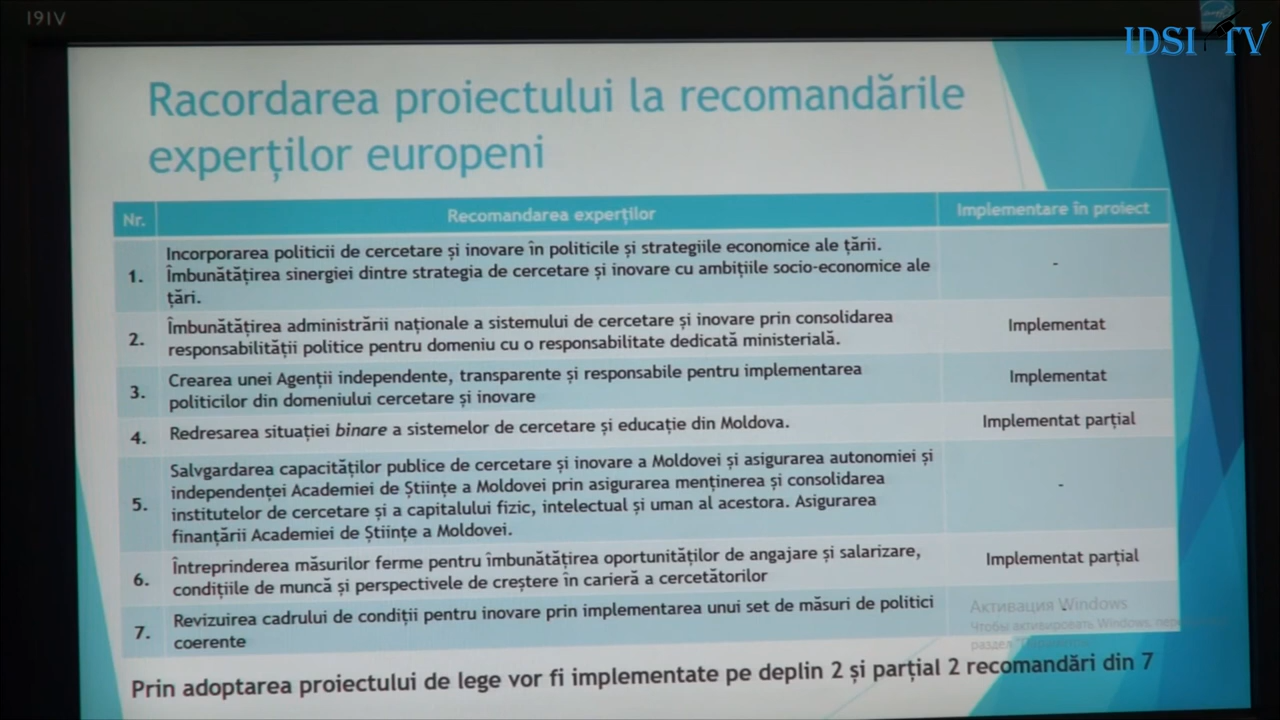 I9IV
IDSI TV
Racordarea proiectului la recomandările
experților europeni
Nr.
Recomandarea experților
Implementare în proiect
1.
Incorporarea politicii de cercetare și inovare în politicile și strategiile economice ale țării.
Îmbunătățirea sinergiei dintre strategia de cercetare și inovare cu ambițiile socio-economice ale
țări.
-
2.
Îmbunătățirea administrării naționale a sistemului de cercetare și inovare prin consolidarea
responsabilității politice pentru domeniu cu o responsabilitate dedicată ministerială.
Implementat
3.
Crearea unei Agenții independente, transparente și responsabile pentru implementarea
politicilor din domeniului cercetare și inovare
Implementat
4.
Redresarea situației binare a sistemelor de cercetare și educație din Moldova.
Implementat parțial
5.
Salvgardarea capacităților publice de cercetare și inovare a Moldovei și asigurarea autonomiei și
independenței Academiei de Științe a Moldovei prin asigurarea menținerea și consolidarea
institutelor de cercetare și a capitalului fizic, intelectual și uman al acestora. Asigurarea
finanțării Academiei de Științe a Moldovei.
-
6.
Întreprinderea măsurilor ferme pentru îmbunătățirea oportunităților de angajare și salarizare,
condițiile de muncă și perspectivele de creștere în carieră a cercetătorilor
Implementat parțial
7.
Revizuirea cadrului de condiții pentru inovare prin implementarea unui set de măsuri de politici
coerente
-
Активация Windows
Чтобы активировать Windows,
раздел
Prin adoptarea proiectului de lege vor fi implementate pe deplin 2 și parțial 2 recomandări din 7